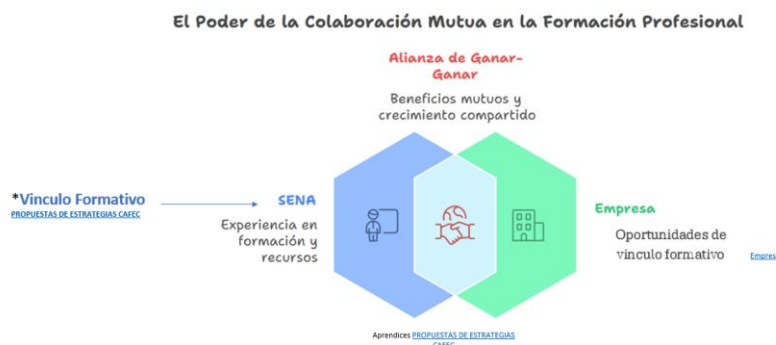 El Poder de la Colaboración Mutua en la Formación Profesional
Alianza de Ganar-
Ganar
Beneficios mutuos y
crecimiento compartido
*Vinculo Formativo
PROPUESTAS DE ESTRATEGIAS CAFEC
SENA
Experiencia en
formación y
recursos
Empresa
Oportunidades de
vinculo formativo
Empres
Aprendices PROPUESTAS DE ESTRATEGIAS
CAFEC